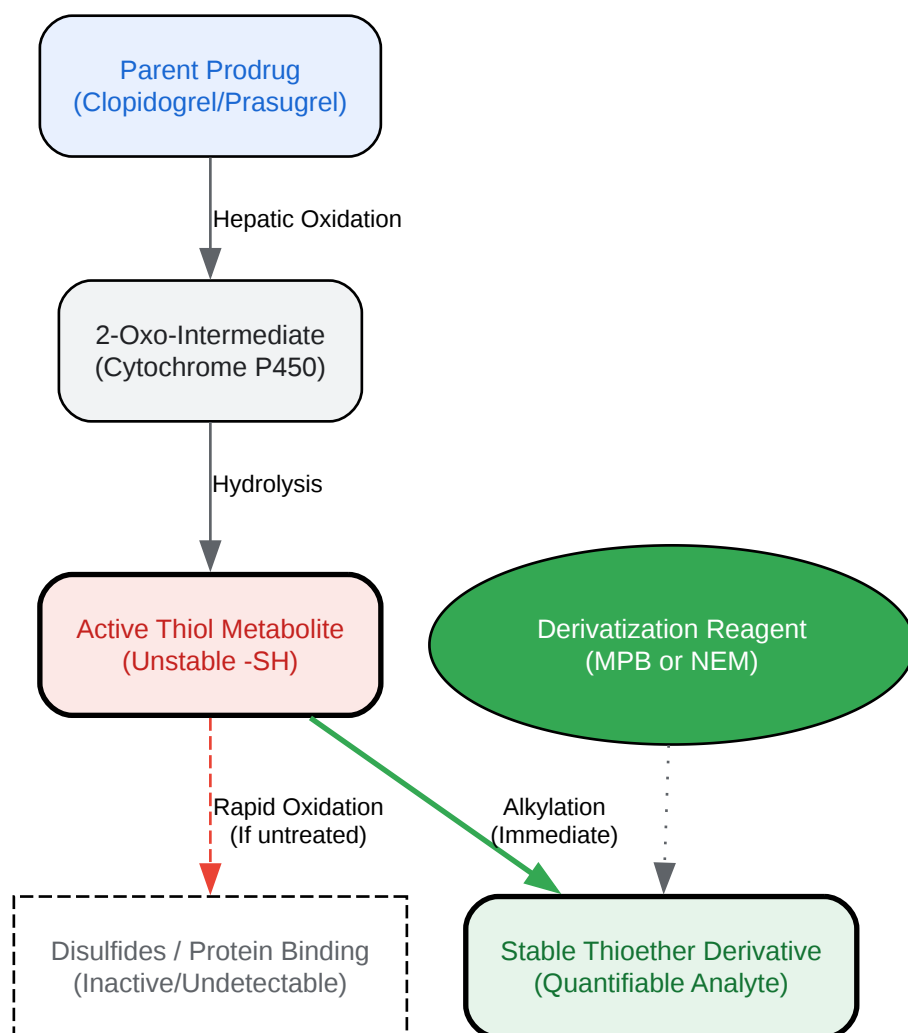 Parent Prodrug
(Clopidogrel/Prasugrel)
Hepatic Oxidation
2-Oxo-Intermediate
(Cytochrome P450)
Hydrolysis
Active Thiol Metabolite
(Unstable -SH)
Derivatization Reagent
(MPB or NEM)
Rapid Oxidation
(If untreated)
Alkylation
(Immediate)
Disulfides / Protein Binding
(Inactive/Undetectable)
Stable Thioether Derivative
(Quantifiable Analyte)